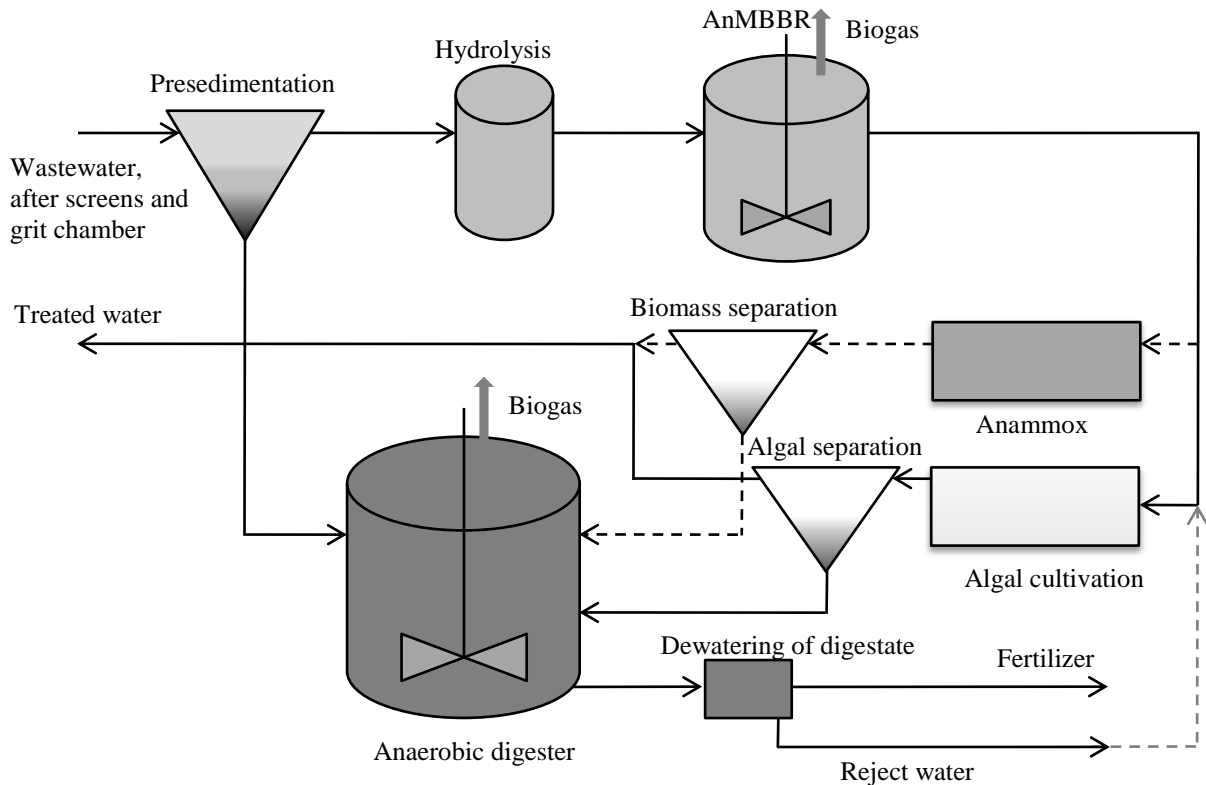 AnMBBR
Biogas
Hydrolysis
Presedimentation
Wastewater,
after screens and
grit chamber
Treated water
Biomass separation
Biogas
Anammox
Algal separation
Algal cultivation
Dewatering of digestate
Fertilizer
Anaerobic digester
Reject water